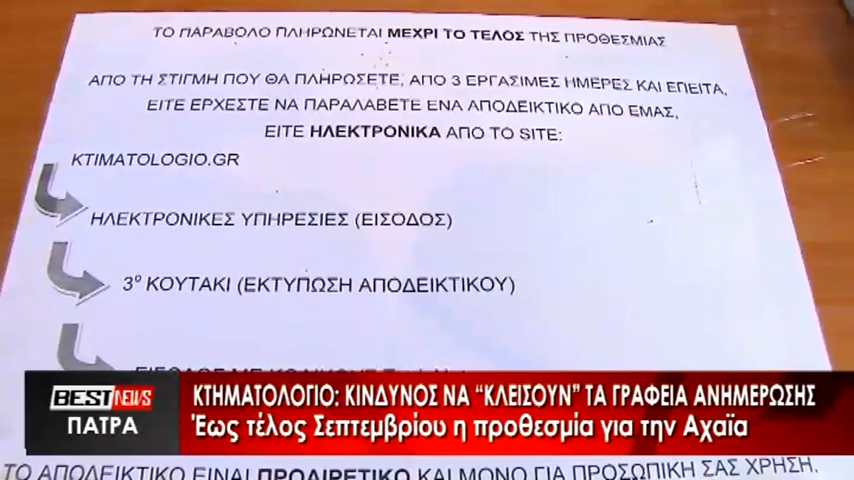 ΤΟ ΠΑΡΑΒΟΛΟ ΠΛΗΡΩΝΕΤΑΙ ΜΕΧΡΙ ΤΟ ΤΕΛΟΣ ΤΗΣ ΠΡΟΘΕΣΜΙΑΣ
ΑΠΟ ΤΗ ΣΤΙΓΜΗ ΠΟΥ ΘΑ ΠΛΗΡΩΣΕΤΕ, ΑΠΟ 3 ΕΡΓΑΣΙΜΕΣ ΗΜΕΡΕΣ ΚΑΙ ΕΠΕΙΤΑ,
ΕΙΤΕ ΕΡΧΕΣΤΕ ΝΑ ΠΑΡΑΛΑΒΕΤΕ ΕΝΑ ΑΠΟΔΕΙΚΤΙΚΟ ΑΠΟ ΕΜΑΣ,
ΕΙΤΕ ΗΛΕΚΤΡΟΝΙΚΑ ΑΠΟ ΤΟ SITE:
KTIMATOLOGIO.GR
ΗΛΕΚΤΡΟΝΙΚΕΣ ΥΠΗΡΕΣΙΕΣ (ΕΙΣΟΔΟΣ)
3º ΚΟΥΤΑΚΙ (ΕΚΤΥΠΩΣΗ ΑΠΟΔΕΙΚΤΙΚΟΥ)
BEST NEWS
ΠΑΤΡΑ
ΚΤΗΜΑΤΟΛΟΓΙΟ: ΚΙΝΔΥΝΟΣ ΝΑ “ΚΛΕΙΣΟΥΝ” ΤΑ ΓΡΑΦΕΙΑ ΑΝΗΜΕΡΩΣΗΣ
Έως τέλος Σεπτεμβρίου η προθεσμία για την Αχαΐα
ΤΟ ΑΠΟΔΕΙΚΤΙΚΟ ΕΙΝΑΙ ΠΡΟΑΙΡΕΤΙΚΟ ΚΑΙ ΜΟΝΟ ΓΙΑ ΠΡΟΣΩΠΙΚΗ ΣΑΣ ΧΡΗΣΗ.